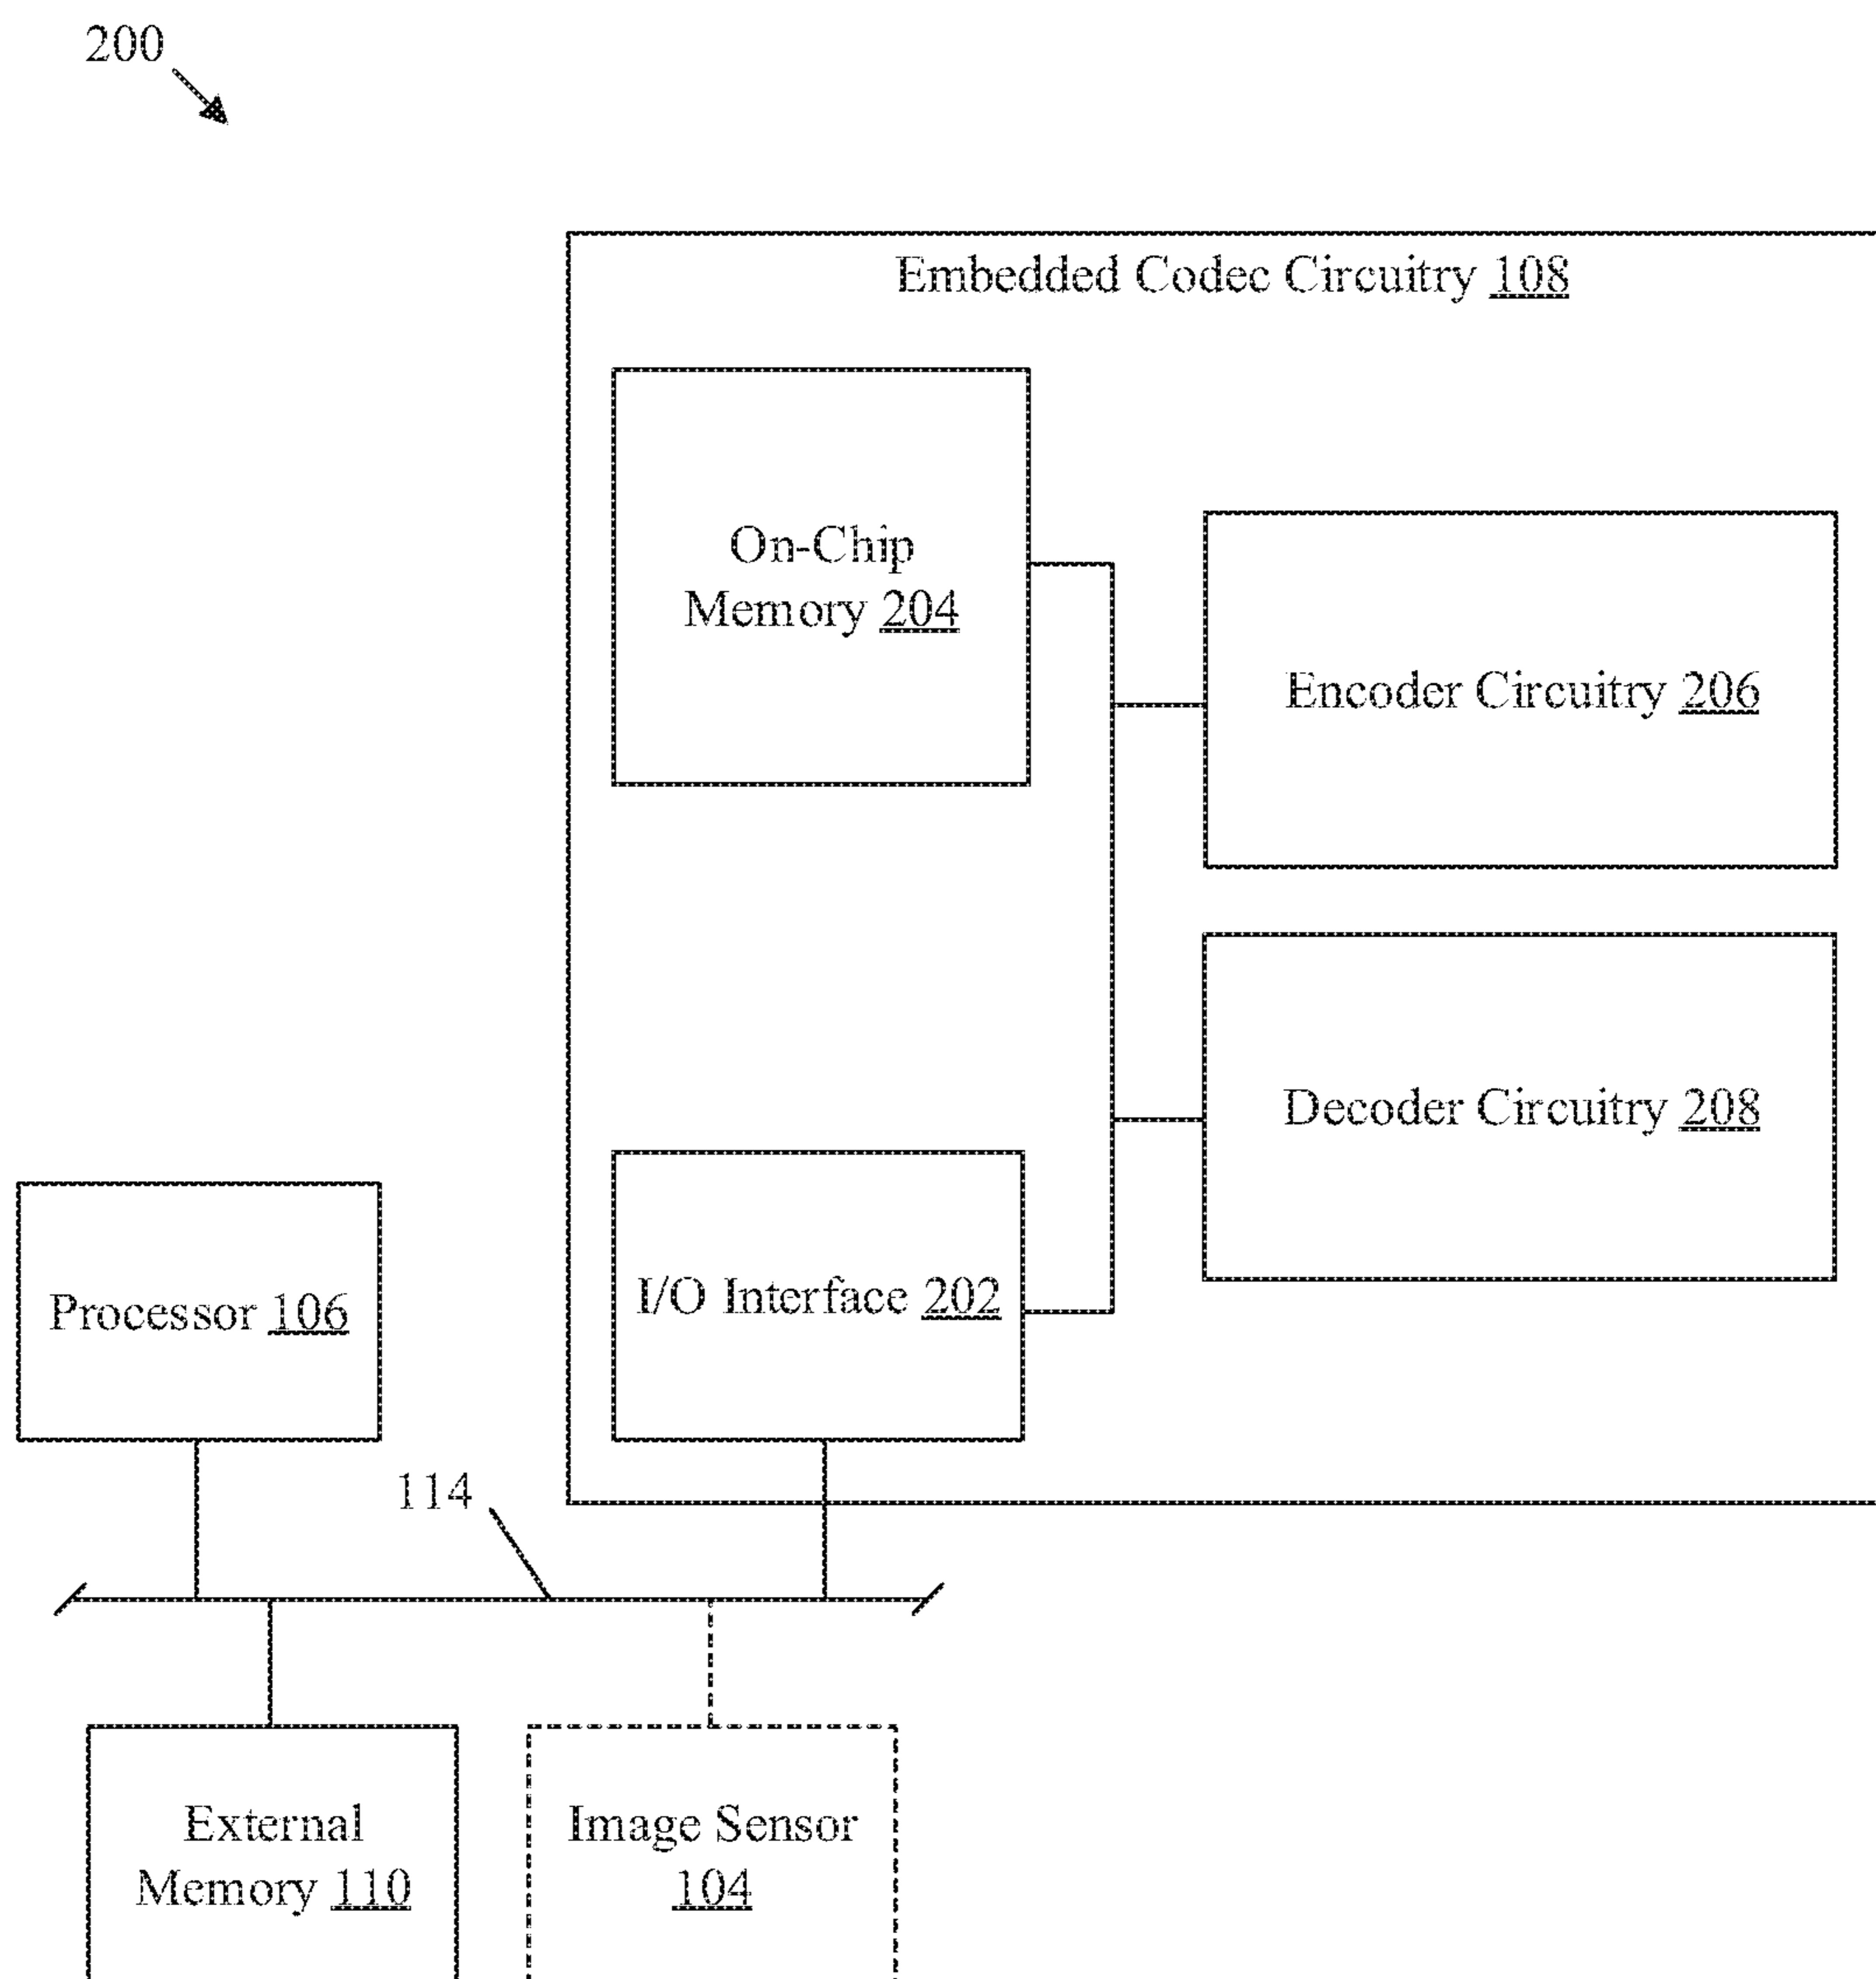 200
Embedded Codec Circuitry 108
On-Chip
Memory 204
Encoder Circuitry 206
Decoder Circuitry 208
I/O Interface 202
Processor 106
114
External
Memory 110
Image Sensor
104